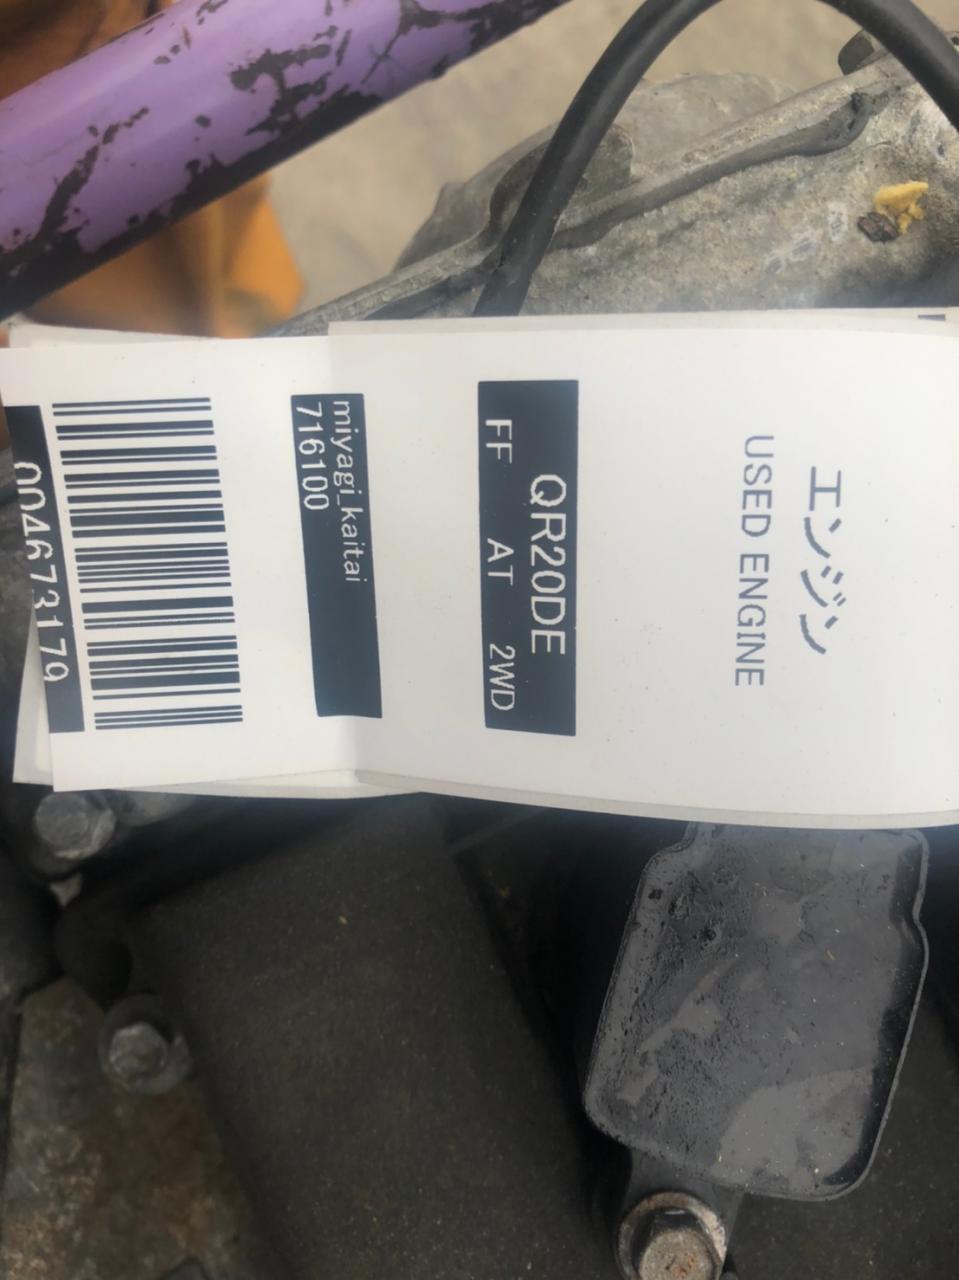 エンジン
USED ENGINE
QR20DE
FF AT 2WD
miyagi_kaitai
716100
004673179